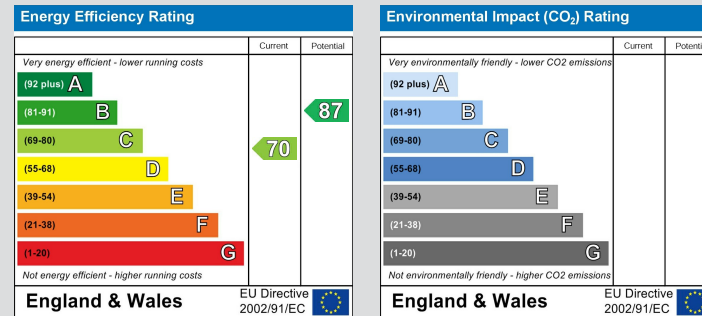 Energy Efficiency Rating
Current Potential
Very energy efficient - lower running costs
(92 plus) A
(81-91) B
87
(69-80) C
70
(55-68) D
(39-54) E
(21-38) F
(1-20) G
Not energy efficient - higher running costs
England & Wales
EU Directive
2002/91/EC
Environmental Impact (CO₂) Rating
Current Potenti
Very environmentally friendly - lower CO2 emissions
(92 plus) A
(81-91) B
(69-80) C
(55-68) D
(39-54) E
(21-38) F
(1-20) G
Not environmentally friendly - higher CO2 emissions
England & Wales
EU Directive
2002/91/EC